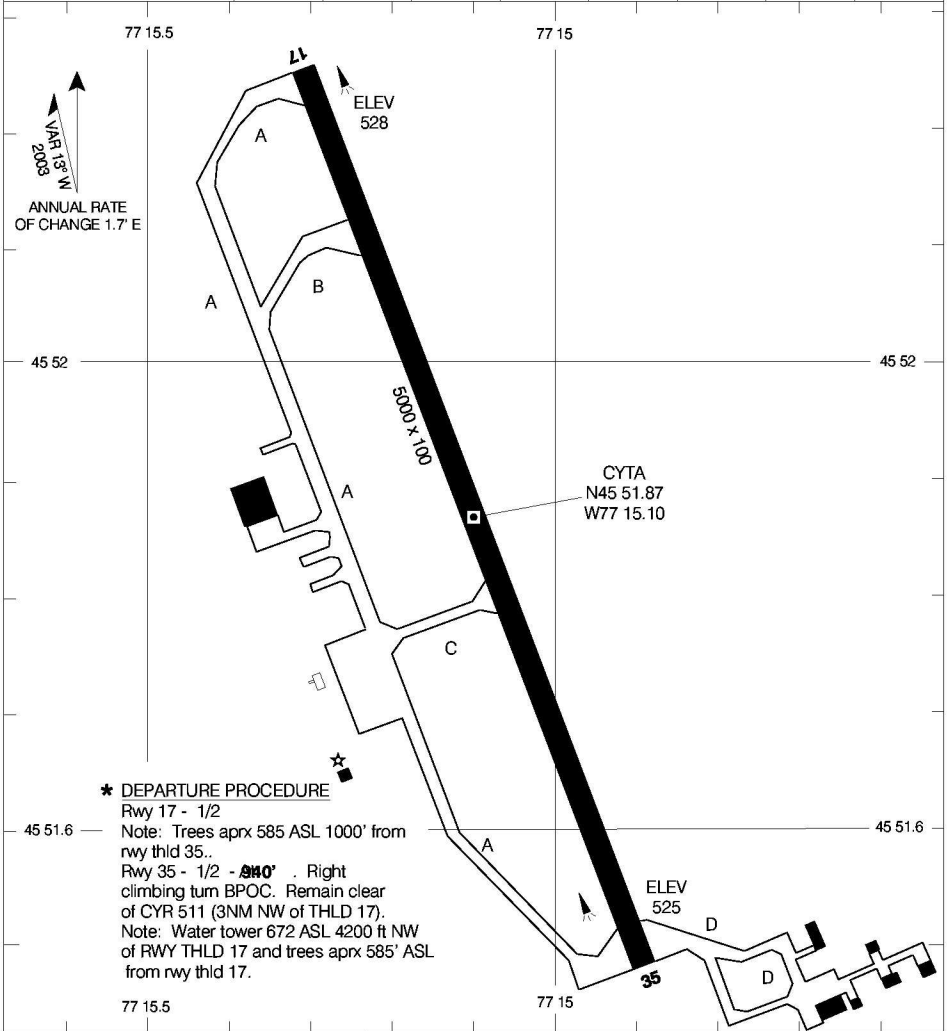 77 15.5
77 15
17
ELEV
528
VAR 13° W
2003
ANNUAL RATE
OF CHANGE 1.7' E
A
A
B
45 52
45 52
5000 x 100
CYTA
N45 51.87
W77 15.10
A
C
* DEPARTURE PROCEDURE
Rwy 17 - 1/2
45 51.6
45 51.6
Note: Trees aprx 585 ASL 1000' from
rwy thld 35..
A
Rwy 35 - 1/2 - . Right
climbing turn BPOC. Remain clear
of CYR 511 (3NM NW of THLD 17).
Note: Water tower 672 ASL 4200 ft NW
of RWY THLD 17 and trees aprx 585' ASL
from rwy thld 17.
ELEV
525
D
D
35
77 15.5
77 15